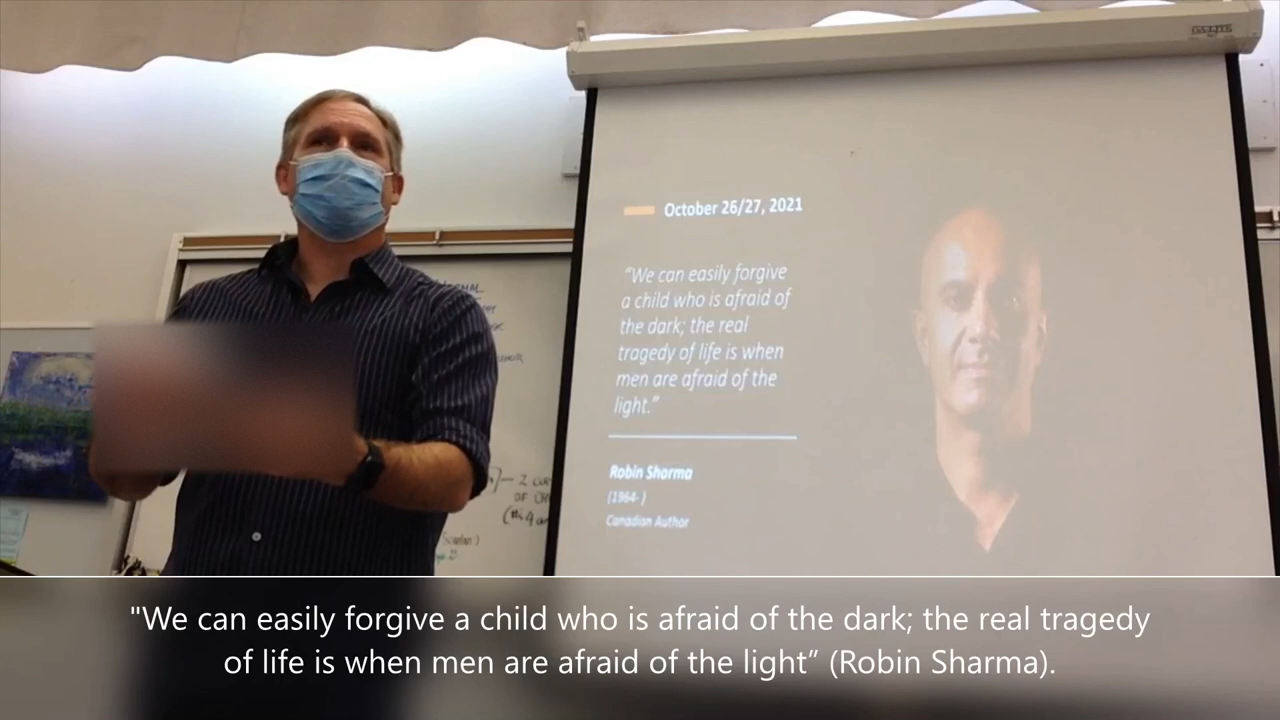 October 26/27, 2021
“We can easily forgive
a child who is afraid of
the dark; the real
tragedy of life is when
men are afraid of the
light.”
Robin Sharma
(1964- )
Canadian Author
"We can easily forgive a child who is afraid of the dark; the real tragedy
of life is when men are afraid of the light” (Robin Sharma).